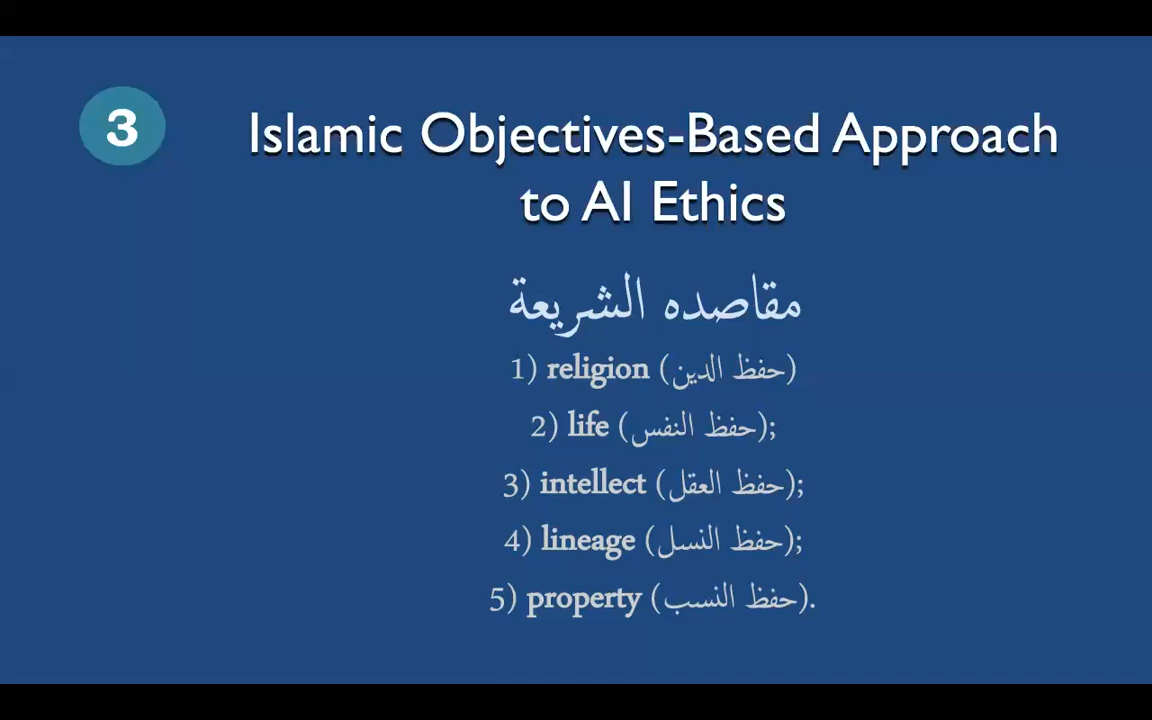 3
Islamic Objectives-Based Approach
to AI Ethics
مقاصده الشريعة
1) religion (حفظ الدين)
2) life (حفظ النفس);
3) intellect (حفظ العقل);
4) lineage (حفظ النسل);
5) property (حفظ النسب).